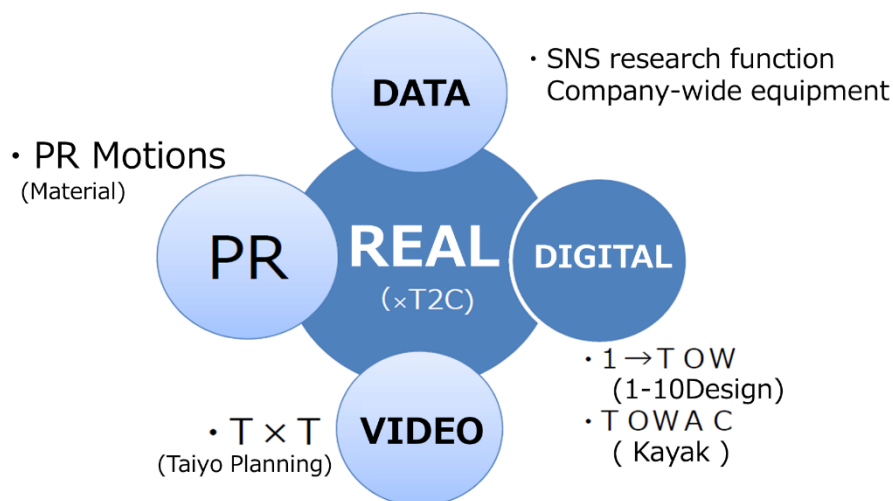 DATA
・SNS research function
Company-wide equipment
・PR Motions
(Material)
PR
REAL
(×T2C)
DIGITAL
・1→TOW
(1-10Design)
・TOWAC
( Kayak )
・T×T
(Taiyo Planning)
VIDEO